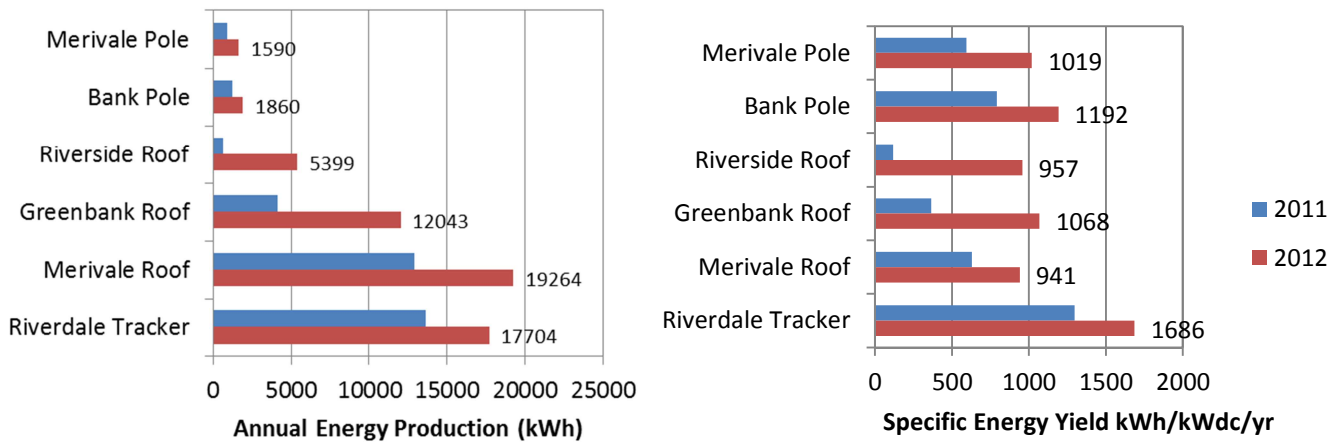 Merivale Pole
1590
Bank Pole
1860
Riverside Roof
5399
Greenbank Roof
12043
Merivale Roof
19264
Riverdale Tracker
17704
0 5000 10000 15000 20000 25000
Annual Energy Production (kWh)
Merivale Pole
1019
Bank Pole
1192
Riverside Roof
957
Greenbank Roof
1068
Merivale Roof
941
Riverdale Tracker
1686
0 500 1000 1500 2000
Specific Energy Yield kWh/kWdc/yr
2011
2012